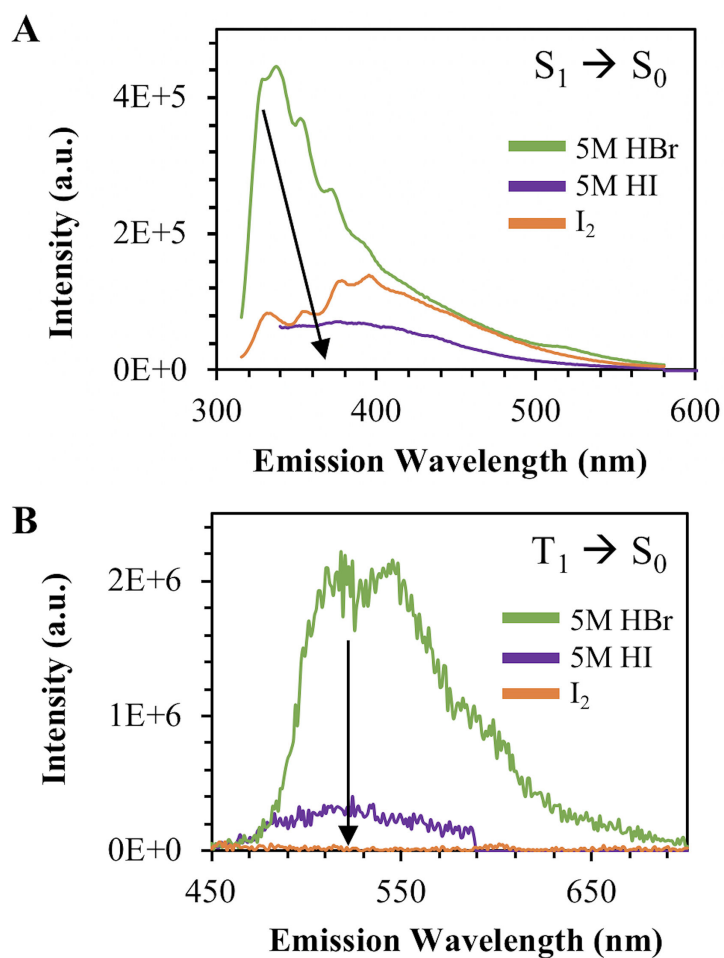 A
S₁ → S₀
4E+5
5M HBr
5M HI
2E+5
I₂
Intensity (a.u.)
0E+0
300 400 500 600
Emission Wavelength (nm)
B
T₁ → S₀
2E+6
5M HBr
5M HI
I₂
Intensity (a.u.)
1E+6
0E+0
450 550 650
Emission Wavelength (nm)